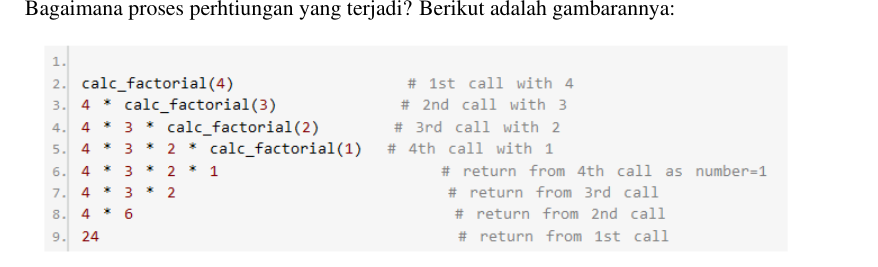 Bagaimana proses perhtiungan yang terjadi? Berikut adalah gambarannya:
1.
2. calc_factorial(4) # 1st call with 4
3. 4 * calc_factorial(3) # 2nd call with 3
4. 4 * 3 * calc_factorial(2) # 3rd call with 2
5. 4 * 3 * 2 * calc_factorial(1) # 4th call with 1
6. 4 * 3 * 2 * 1 # return from 4th call as number=1
7. 4 * 3 * 2 # return from 3rd call
8. 4 * 6 # return from 2nd call
9. 24 # return from 1st call